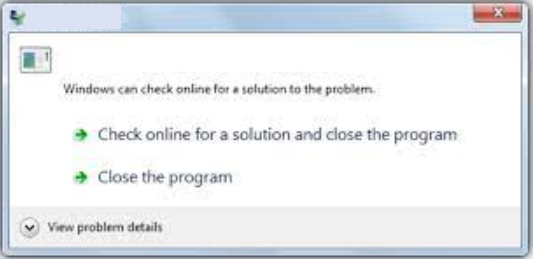 Windows can check online for a solution to the problem.
Check online for a solution and close the program
Close the program
View problem details